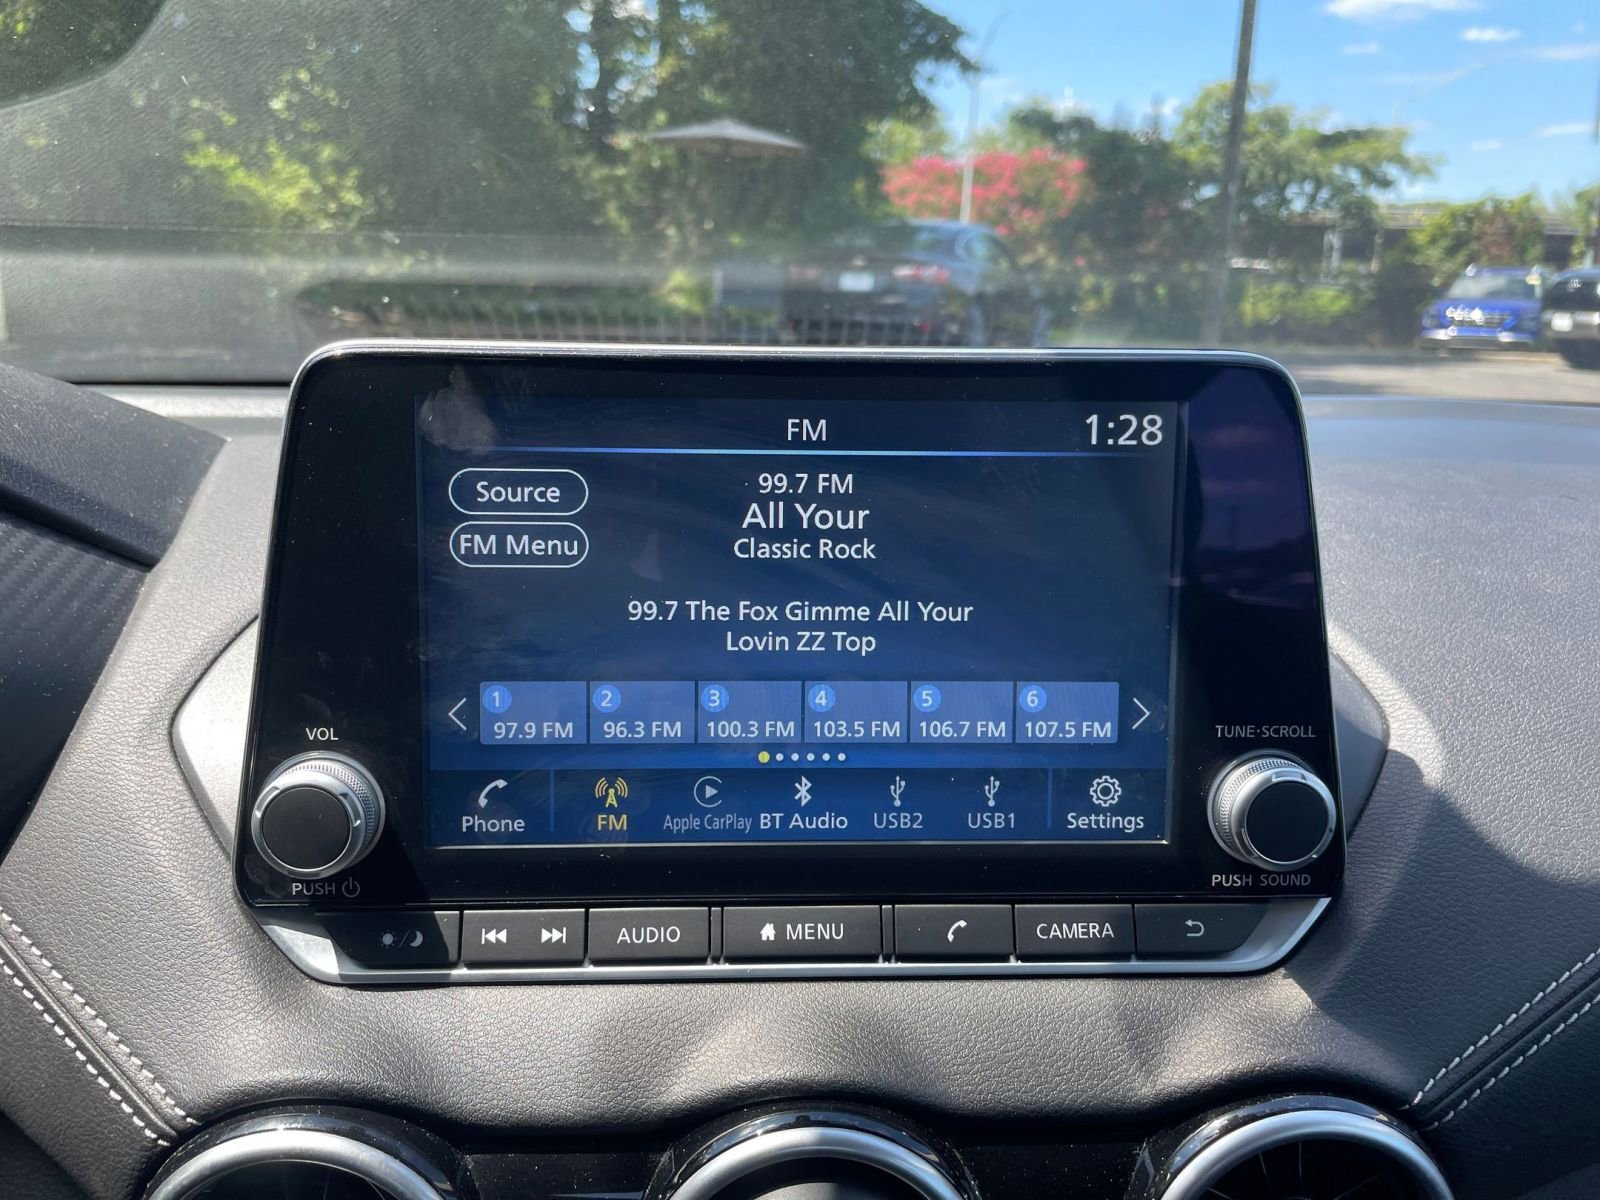 FM
1:28
Source
FM Menu
99.7 FM
All Your
Classic Rock
99.7 The Fox Gimme All Your
Lovin ZZ Top
1 97.9 FM
2 96.3 FM
3 100.3 FM
4 103.5 FM
5 106.7 FM
6 107.5 FM
VOL
PUSH
TUNE·SCROLL
PUSH SOUND
Phone
FM
Apple CarPlay
BT Audio
USB2
USB1
Settings
AUDIO
MENU
CAMERA